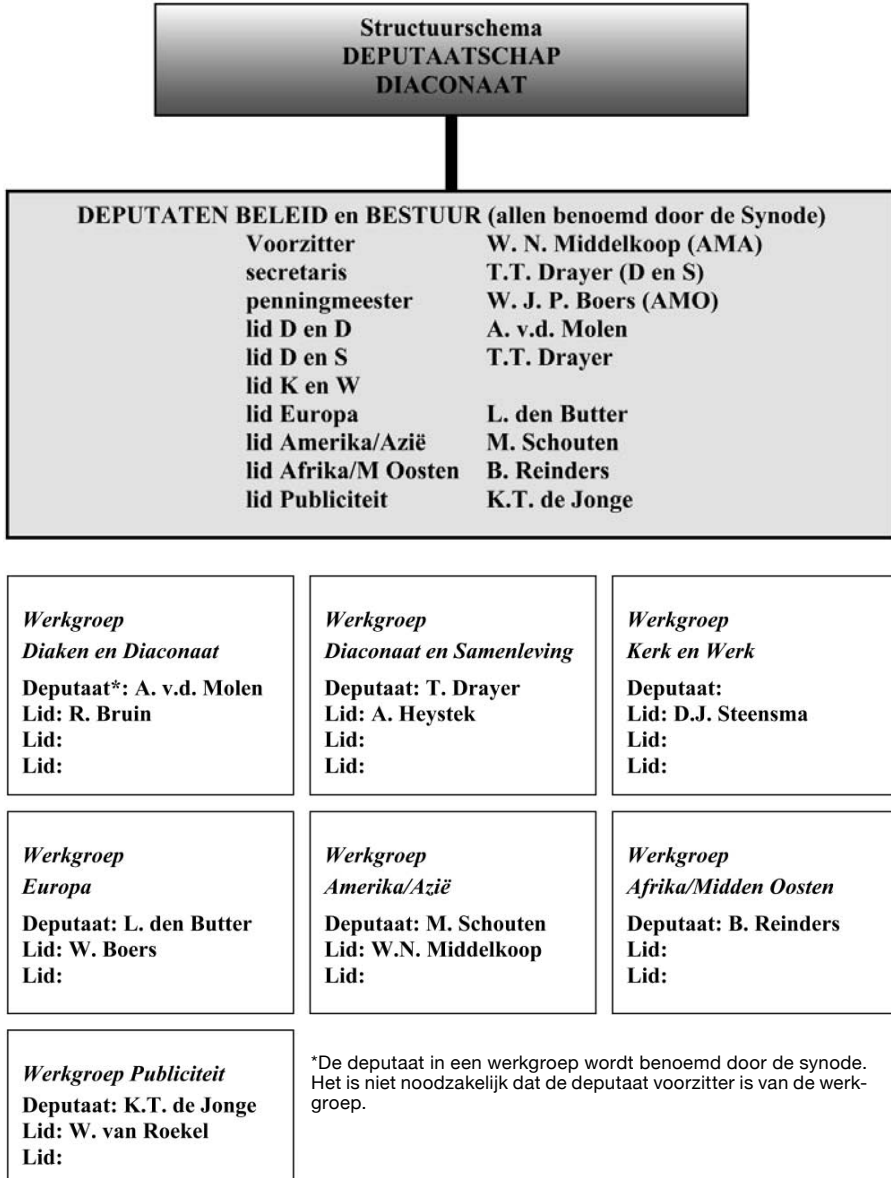 Structuurschema
DEPUTAATSCHAP
DIACONAAT
DEPUTATEN BELEID en BESTUUR (allen benoemd door de Synode)
Voorzitter W. N. Middelkoop (AMA)
secretaris T.T. Drayer (D en S)
penningmeester W. J. P. Boers (AMO)
lid D en D A. v.d. Molen
lid D en S T.T. Drayer
lid K en W
lid Europa L. den Butter
lid Amerika/Azië M. Schouten
lid Afrika/M Oosten B. Reinders
lid Publiciteit K.T. de Jonge
Werkgroep
Diaken en Diaconaat
Deputaat*: A. v.d. Molen
Lid: R. Bruin
Lid:
Lid:
Werkgroep
Diaconaat en Samenleving
Deputaat: T. Drayer
Lid: A. Heystek
Lid:
Lid:
Werkgroep
Kerk en Werk
Deputaat:
Lid: D.J. Steensma
Lid:
Lid:
Werkgroep
Europa
Deputaat: L. den Butter
Lid: W. Boers
Lid:
Werkgroep
Amerika/Azië
Deputaat: M. Schouten
Lid: W.N. Middelkoop
Lid:
Werkgroep
Afrika/Midden Oosten
Deputaat: B. Reinders
Lid:
Lid:
Werkgroep Publiciteit
Deputaat: K.T. de Jonge
Lid: W. van Roekel
Lid:
*De deputaat in een werkgroep wordt benoemd door de synode.
Het is niet noodzakelijk dat de deputaat voorzitter is van de werk-
groep.